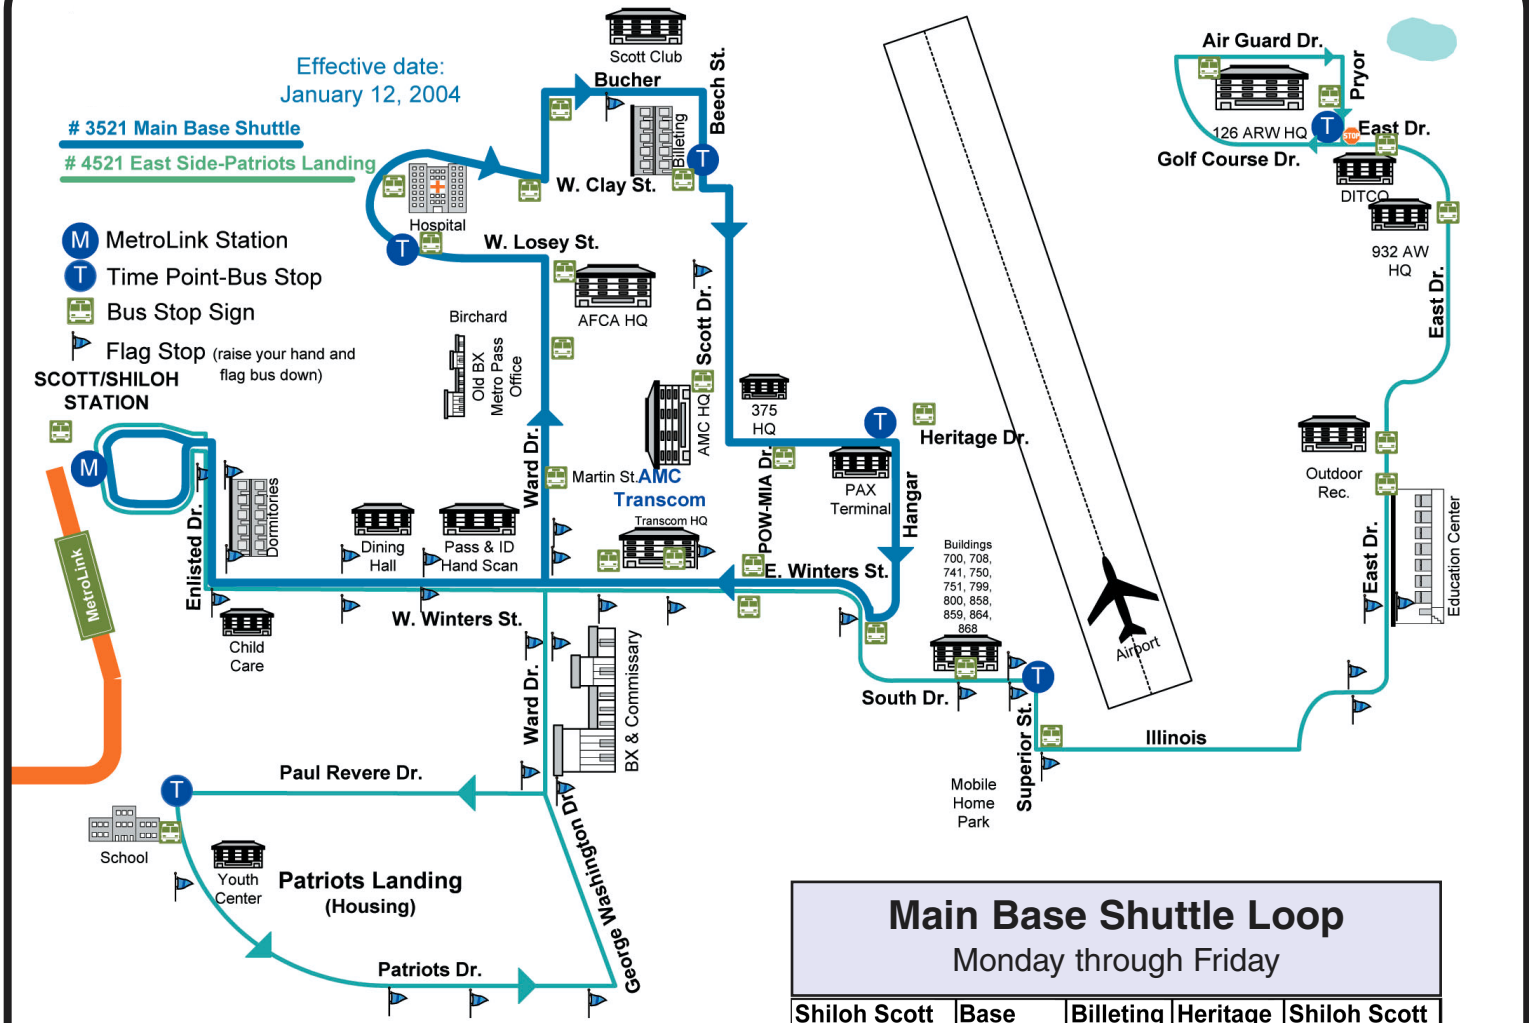 Scott Club
Bucher
Beech St.
Effective date:
January 12, 2004
# 3521 Main Base Shuttle
# 4521 East Side-Patriots Landing
Billeting
T
W. Clay St.
Hospital
T
W. Losey St.
M MetroLink Station
T Time Point-Bus Stop
Bus Stop Sign
Flag Stop (raise your hand and
flag bus down)
AFCA HQ
Birchard
Old BX
Metro Pass
Office
Scott Dr.
AMC HQ
375
HQ
SCOTT/SHILOH
STATION
M
MetroLink
Enlisted Dr.
Dormitories
Dining
Hall
Pass & ID
Hand Scan
Ward Dr.
Martin St.
AMC
Transcom
Transcom HQ
POW-MIA Dr.
T
Heritage Dr.
PAX
Terminal
Hangar
E. Winters St.
W. Winters St.
Child
Care
Buildings
700, 708,
741, 750,
751, 799,
800, 858,
859, 864,
868
Airport
Air Guard Dr.
Pryor
126 ARW HQ
T
STOP
East Dr.
Golf Course Dr.
DITCO
932 AW
HQ
East Dr.
Outdoor
Rec.
East Dr.
Education Center
Ward Dr.
BX & Commissary
South Dr.
T
Superior St.
Illinois
Mobile
Home
Park
Paul Revere Dr.
T
School
Youth
Center
Patriots Landing
(Housing)
George Washington Dr.
Patriots Dr.
Main Base Shuttle Loop
Monday through Friday
Shiloh Scott Base Billeting Heritage Shiloh Scott